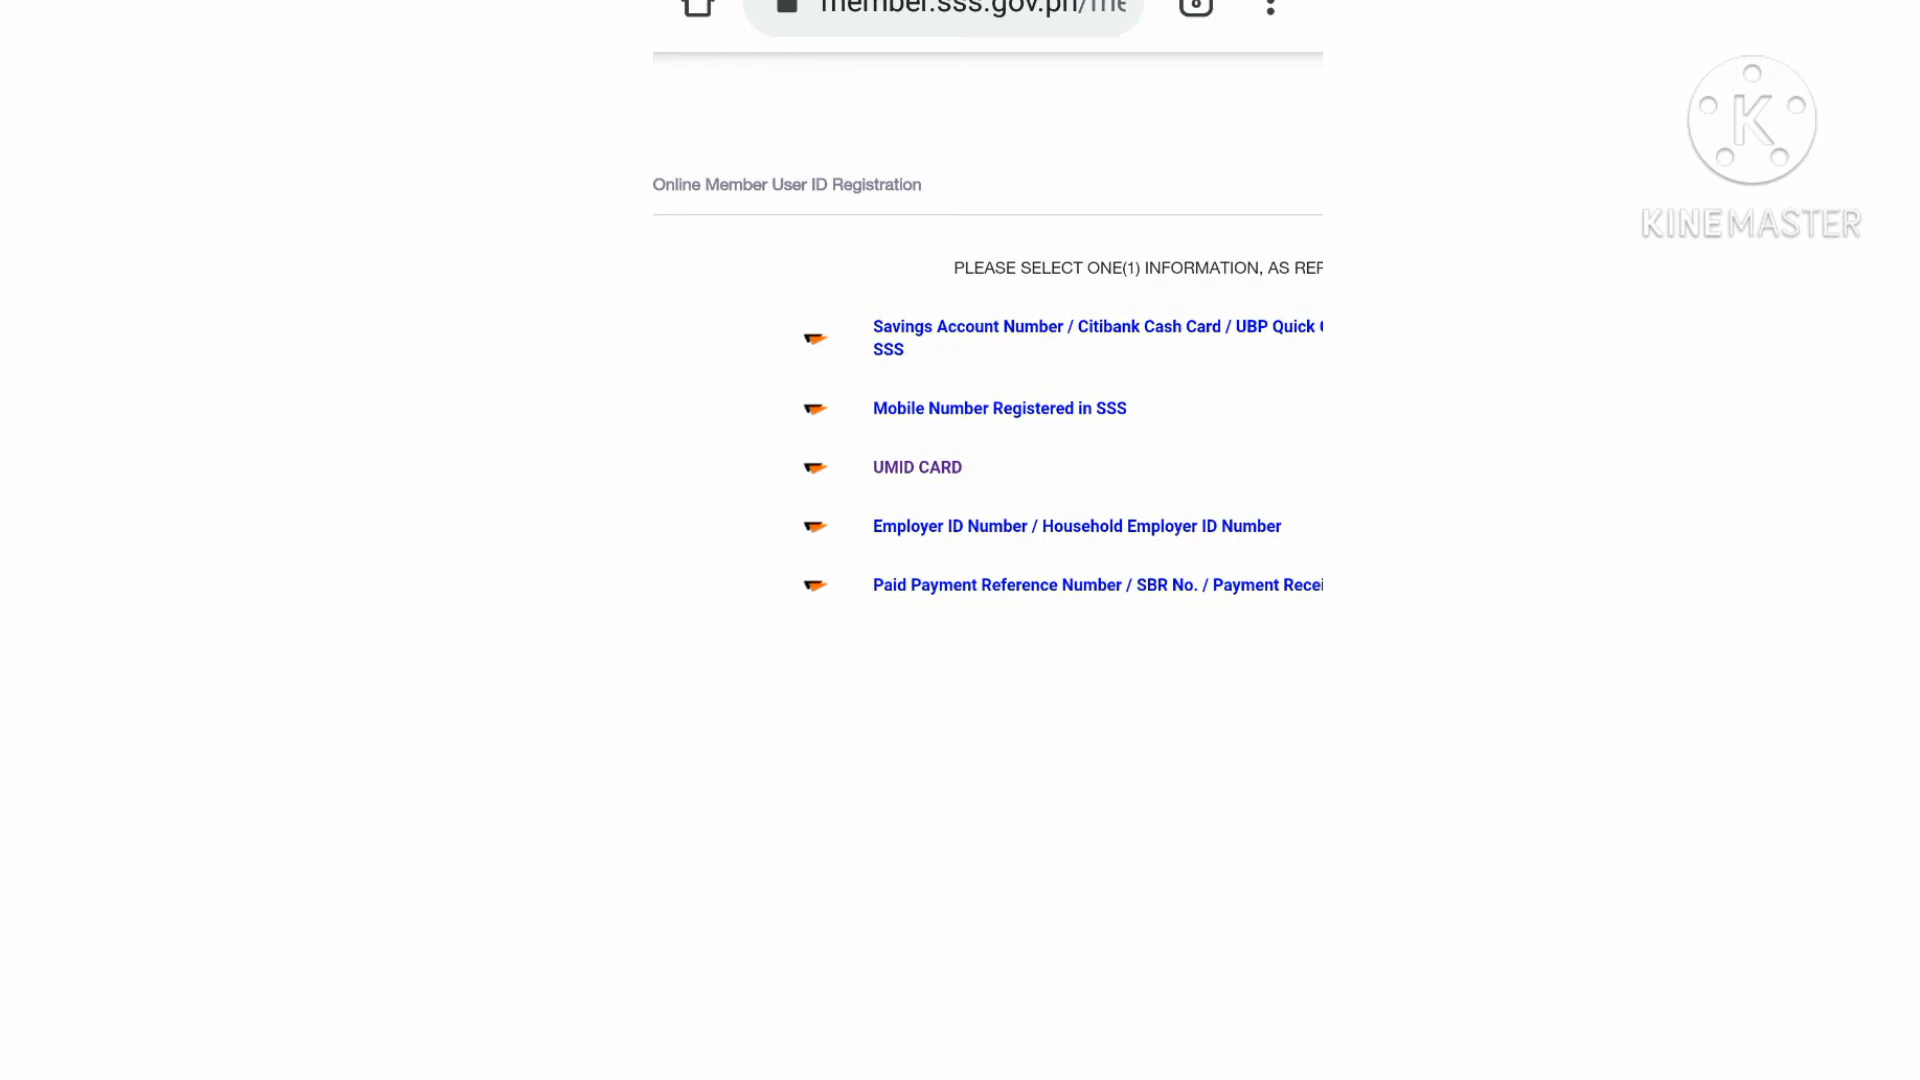 member.sss.gov.ph/me
KINEMASTER
Online Member User ID Registration
PLEASE SELECT ONE(1) INFORMATION, AS REP
Savings Account Number / Citibank Cash Card / UBP Quick
SSS
Mobile Number Registered in SSS
UMID CARD
Employer ID Number / Household Employer ID Number
Paid Payment Reference Number / SBR No. / Payment Recei